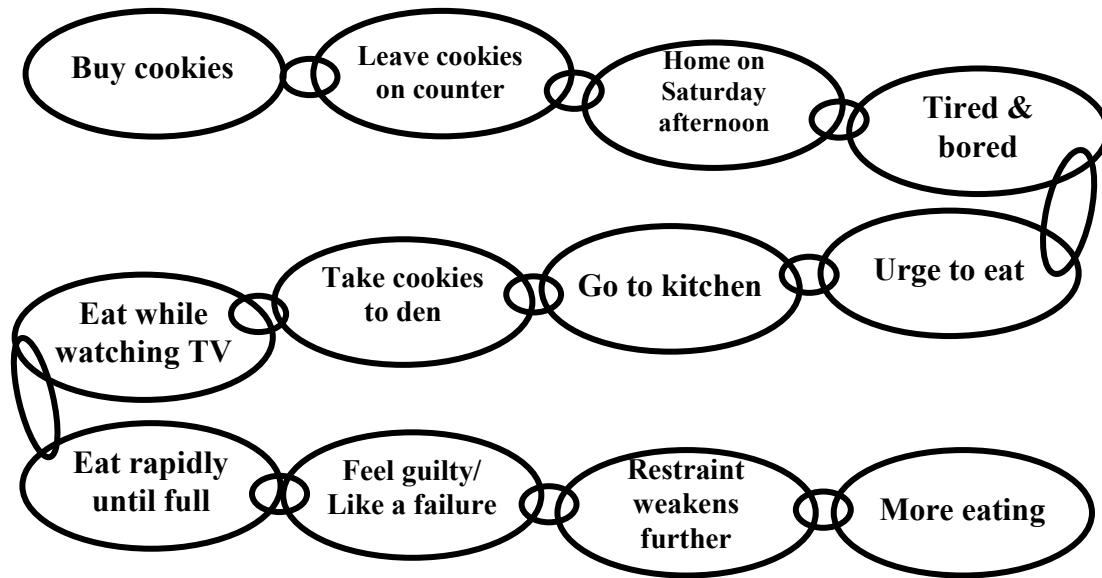 Buy cookies
Leave cookies
on counter
Home on
Saturday
afternoon
Tired &
bored
Urge to eat
Go to kitchen
Take cookies
to den
Eat while
watching TV
Eat rapidly
until full
Feel guilty/
Like a failure
Restraint
weakens
further
More eating